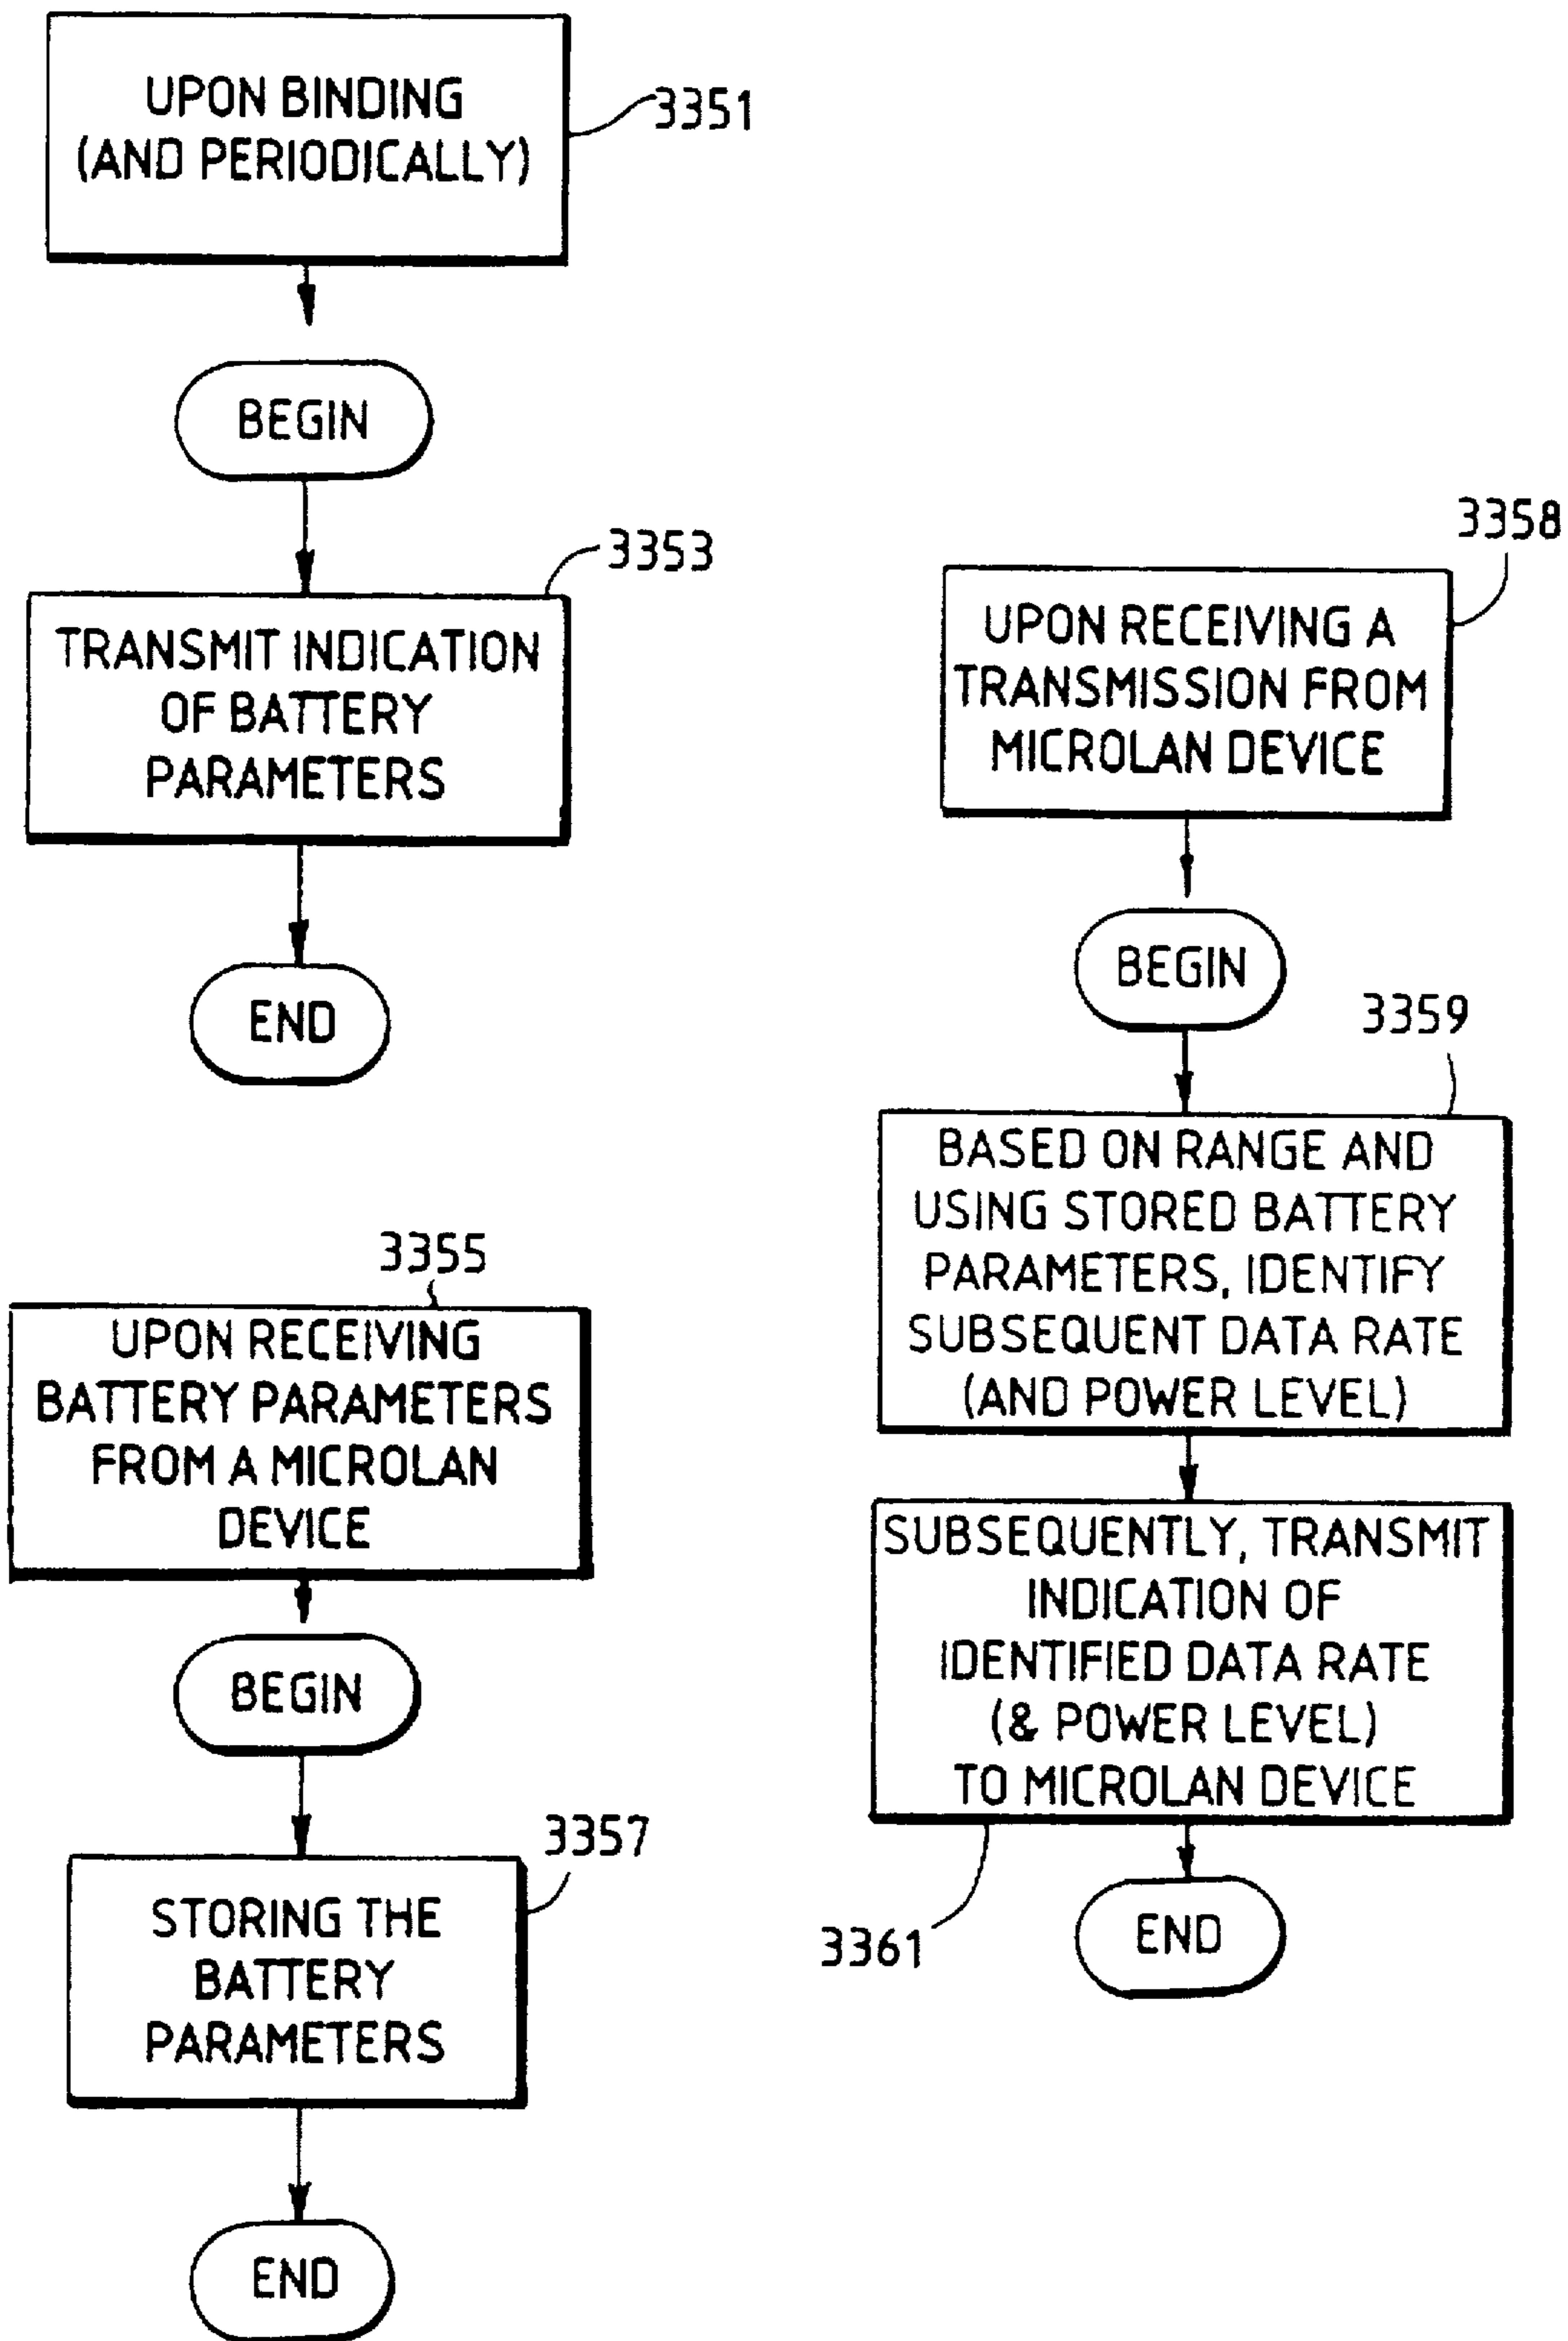 UPON BINDING
(AND PERIODICALLY)
3351
BEGIN
3353
TRANSMIT INDICATION
OF BATTERY
PARAMETERS
END
3355
UPON RECEIVING
BATTERY PARAMETERS
FROM A MICROLAN
DEVICE
BEGIN
3357
STORING THE
BATTERY
PARAMETERS
END
3358
UPON RECEIVING A
TRANSMISSION FROM
MICROLAN DEVICE
BEGIN
3359
BASED ON RANGE AND
USING STORED BATTERY
PARAMETERS, IDENTIFY
SUBSEQUENT DATA RATE
(AND POWER LEVEL)
SUBSEQUENTLY, TRANSMIT
INDICATION OF
IDENTIFIED DATA RATE
(& POWER LEVEL)
TO MICROLAN DEVICE
3361
END